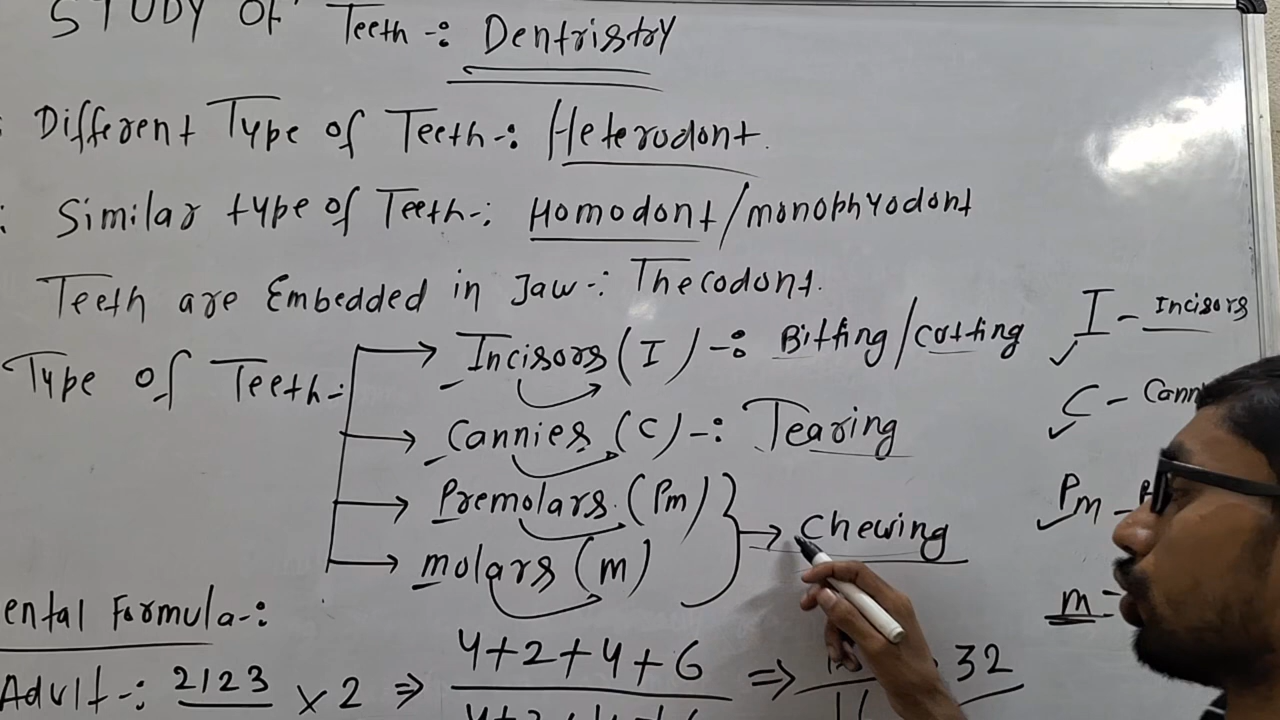 STUDY OF Teeth -: Dentristry
: Different Type of Teeth -: Heterodont.
: Similar type of Teeth -: Homodont/monophyodont
Teeth are Embedded in Jaw -: Thecodont.
Type of Teeth -:
Incisors (I) -: Bitting/cutting
Cannies (C) -: Tearing
Premolars. (Pm)
molars (m)
→ Chewing
I - Incisors
C - Cann
Pm -
m =
ental Formula -:
Adult -: 2123 × 2 ⇒ 4+2+4+6 ⇒ 32